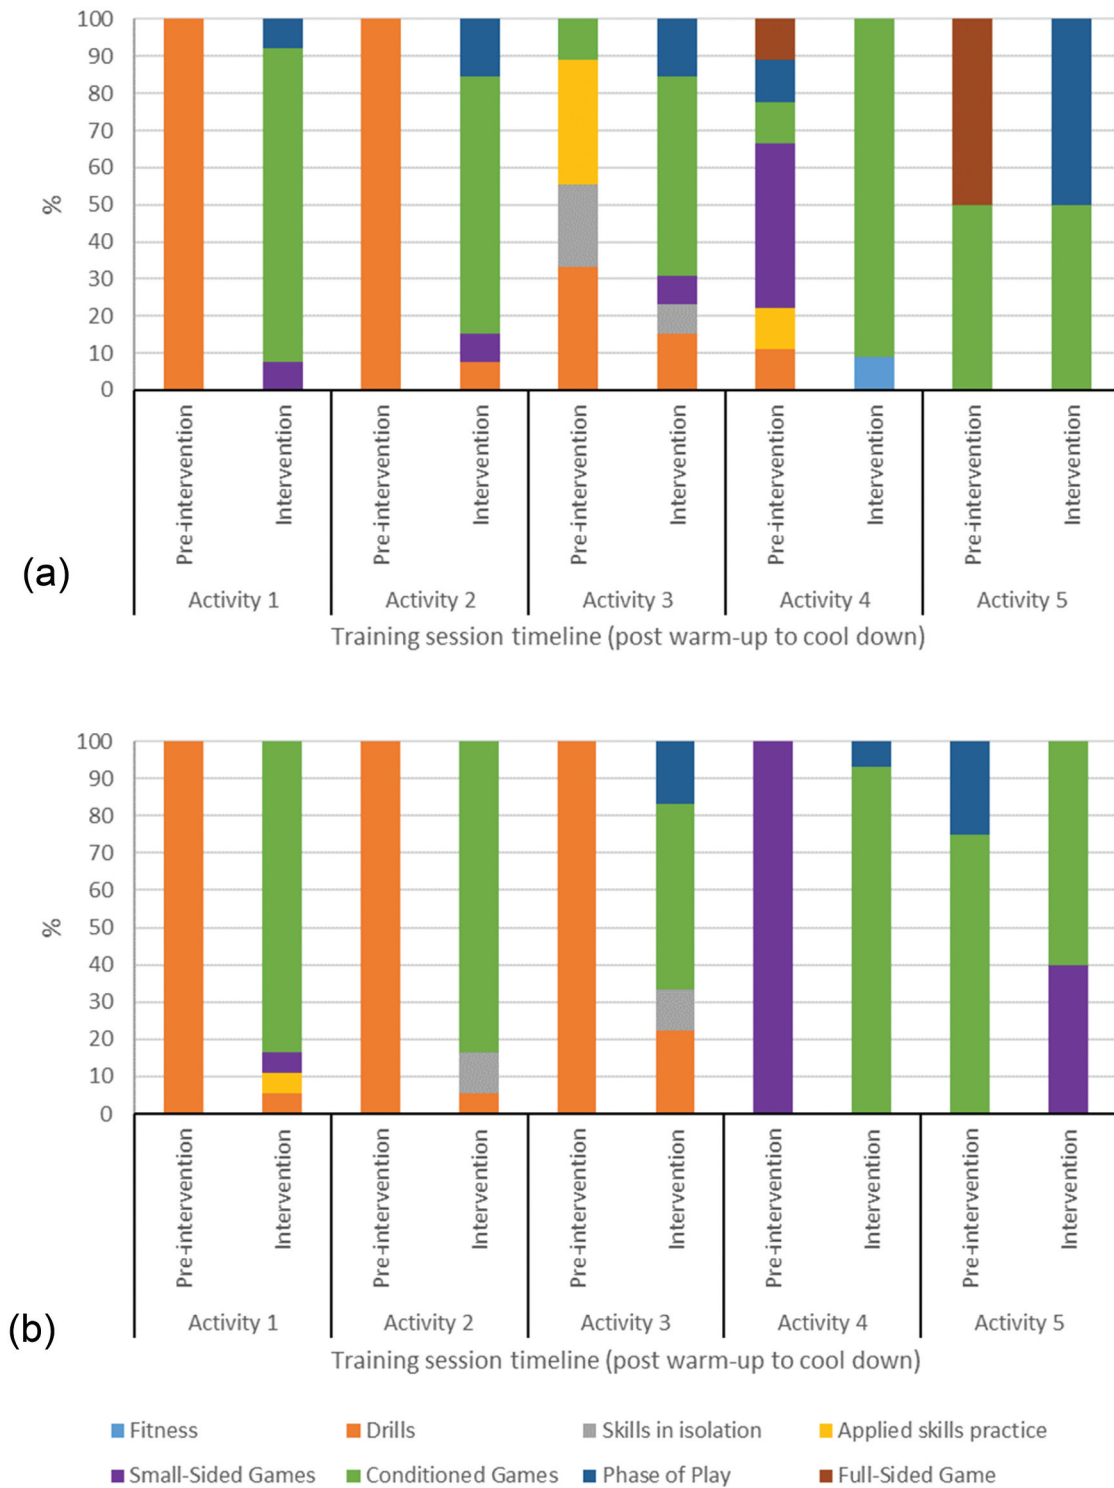 100
90
80
70
60
50
40
30
20
10
0
%
Pre-intervention
Intervention
Pre-intervention
Intervention
Pre-intervention
Intervention
Pre-intervention
Intervention
Pre-intervention
Intervention
(a)
Activity 1 Activity 2 Activity 3 Activity 4 Activity 5
Training session timeline (post warm-up to cool down)
100
90
80
70
60
50
40
30
20
10
0
%
Pre-intervention
Intervention
Pre-intervention
Intervention
Pre-intervention
Intervention
Pre-intervention
Intervention
Pre-intervention
Intervention
(b)
Activity 1 Activity 2 Activity 3 Activity 4 Activity 5
Training session timeline (post warm-up to cool down)
Fitness Drills Skills in isolation Applied skills practice
Small-Sided Games Conditioned Games Phase of Play Full-Sided Game